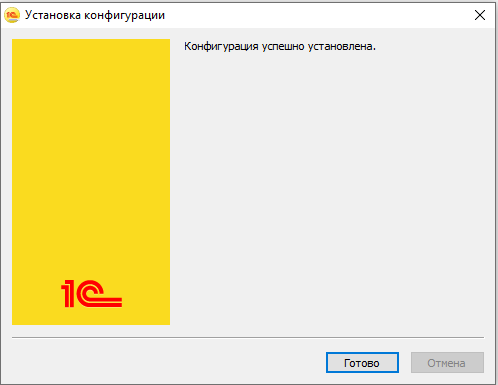 Установка конфигурации
Конфигурация успешно установлена.
1С
Готово
Отмена